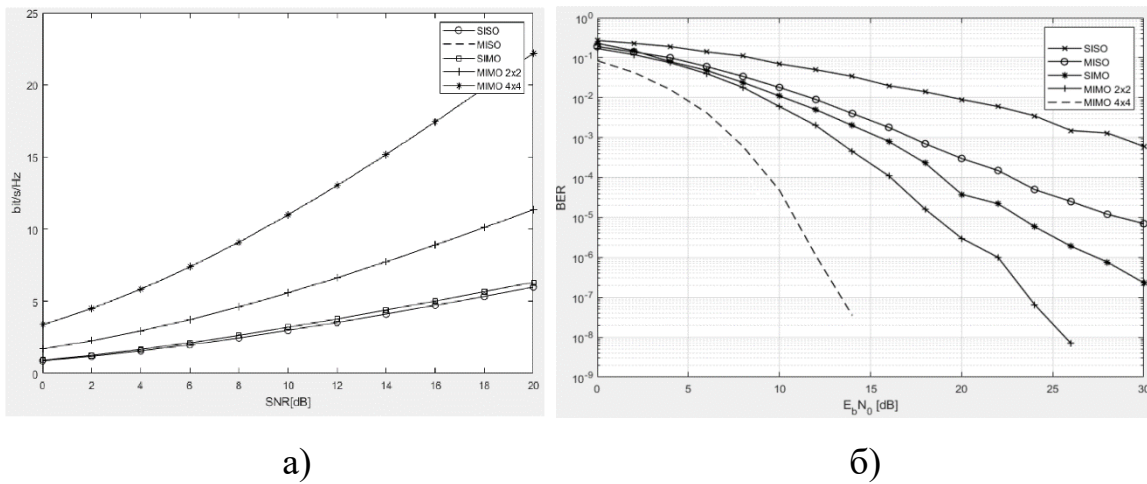 25
20
15
10
5
0
bit/s/Hz
0 2 4 6 8 10 12 14 16 18 20
SNR[dB]
SISO
MISO
SIMO
MIMO 2x2
MIMO 4x4
а)
10^0
10^-1
10^-2
10^-3
10^-4
10^-5
10^-6
10^-7
10^-8
10^-9
BER
0 5 10 15 20 25 30
E_bN_0 [dB]
SISO
MISO
SIMO
MIMO 2x2
MIMO 4x4
б)